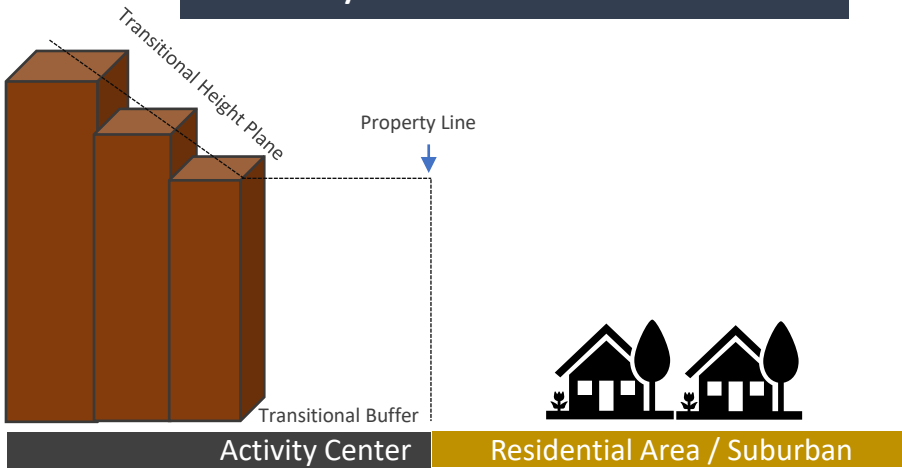 Transitional Height Plane
Property Line
Transitional Buffer
Activity Center
Residential Area / Suburban